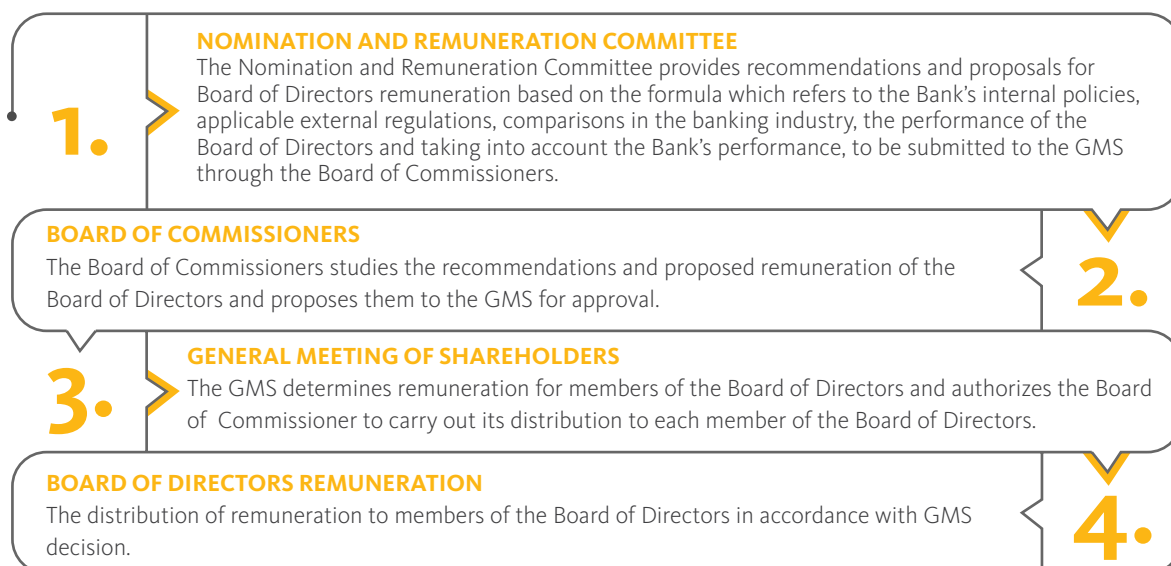 1.
NOMINATION AND REMUNERATION COMMITTEE
The Nomination and Remuneration Committee provides recommendations and proposals for
Board of Directors remuneration based on the formula which refers to the Bank’s internal policies,
applicable external regulations, comparisons in the banking industry, the performance of the
Board of Directors and taking into account the Bank’s performance, to be submitted to the GMS
through the Board of Commissioners.
2.
BOARD OF COMMISSIONERS
The Board of Commissioners studies the recommendations and proposed remuneration of the
Board of Directors and proposes them to the GMS for approval.
3.
GENERAL MEETING OF SHAREHOLDERS
The GMS determines remuneration for members of the Board of Directors and authorizes the Board
of Commissioner to carry out its distribution to each member of the Board of Directors.
4.
BOARD OF DIRECTORS REMUNERATION
The distribution of remuneration to members of the Board of Directors in accordance with GMS
decision.